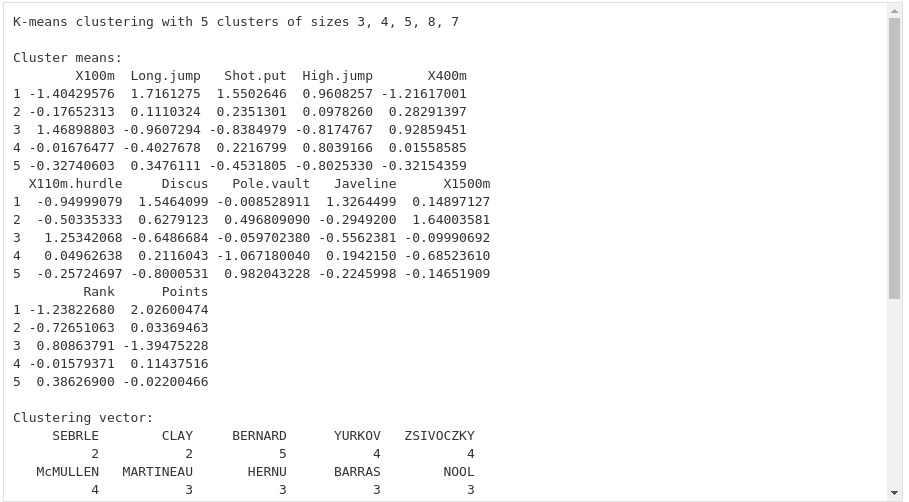 K-means clustering with 5 clusters of sizes 3, 4, 5, 8, 7

Cluster means:
        X100m  Long.jump   Shot.put  High.jump       X400m
1 -1.40429576  1.7161275  1.5502646  0.9608257 -1.21617001
2 -0.17652313  0.1110324  0.2351301  0.0978260  0.28291397
3  1.46898803 -0.9607294 -0.8384979 -0.8174767  0.92859451
4 -0.01676477 -0.4027678  0.2216799  0.8039166  0.01558585
5 -0.32740603  0.3476111 -0.4531805 -0.8025330 -0.32154359
  X110m.hurdle     Discus   Pole.vault   Javeline      X1500m
1  -0.94999079  1.5464099 -0.008528911  1.3264499  0.14897127
2  -0.50335333  0.6279123  0.496809090 -0.2949200  1.64003581
3   1.25342068 -0.6486684 -0.059702380 -0.5562381 -0.09990692
4   0.04962638  0.2116043 -1.067180040  0.1942150 -0.68523610
5  -0.25724697 -0.8000531  0.982043228 -0.2245998 -0.14651909
         Rank      Points
1 -1.23822680  2.02600474
2 -0.72651063  0.03369463
3  0.80863791 -1.39475228
4 -0.01579371  0.11437516
5  0.38626900 -0.02200466

Clustering vector:
     SEBRLE        CLAY     BERNARD      YURKOV   ZSIVOCZKY
          2           2           5           4           4
   McMULLEN   MARTINEAU       HERNU      BARRAS        NOOL
          4           3           3           3           3